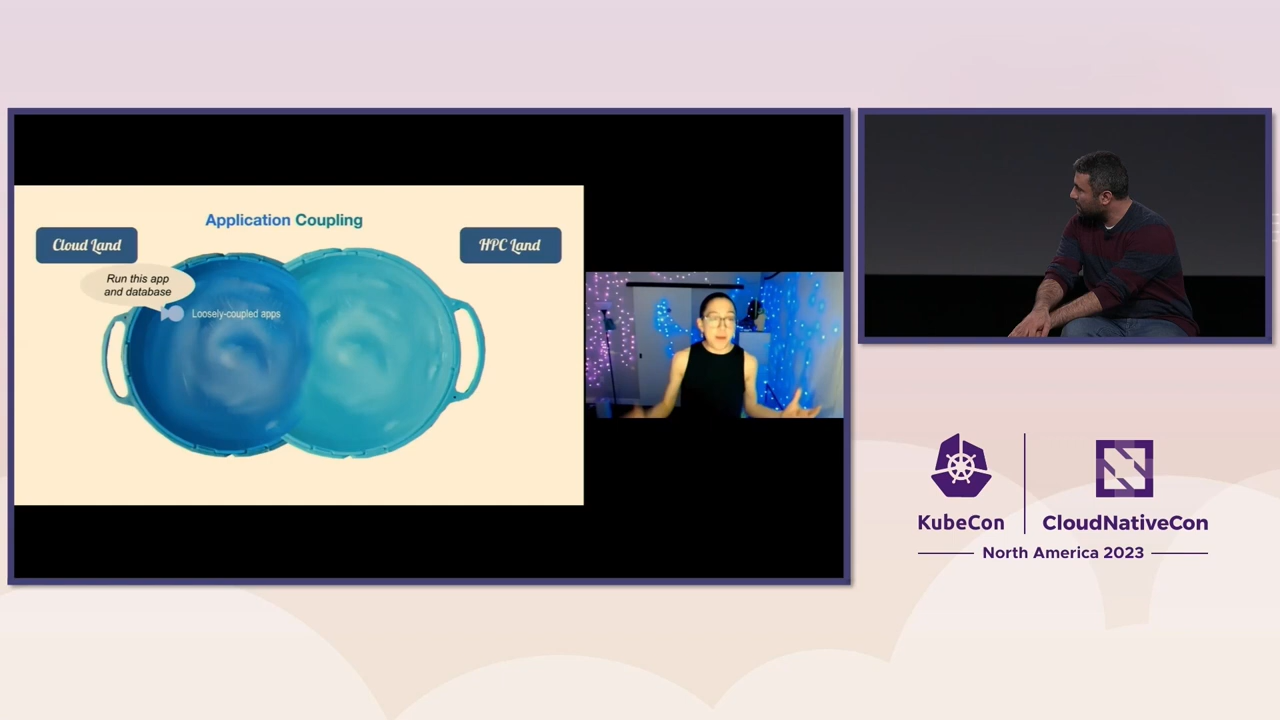 Application Coupling
Cloud Land
HPC Land
Run this app
and database
Loosely-coupled apps
KubeCon
CloudNativeCon
North America 2023